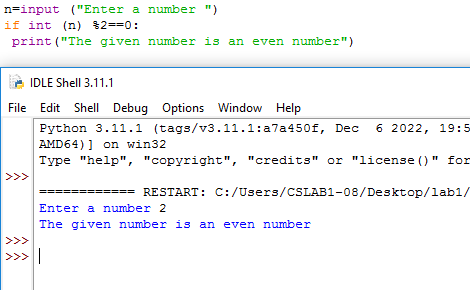 n=input ("Enter a number ")
if int (n) %2==0:
 print("The given number is an even number")
IDLE Shell 3.11.1
File Edit Shell Debug Options Window Help
Python 3.11.1 (tags/v3.11.1:a7a450f, Dec  6 2022, 19:5
AMD64)] on win32
Type "help", "copyright", "credits" or "license()" for
>>>
============ RESTART: C:/Users/CSLAB1-08/Desktop/lab1/
Enter a number 2
The given number is an even number
>>>
>>>